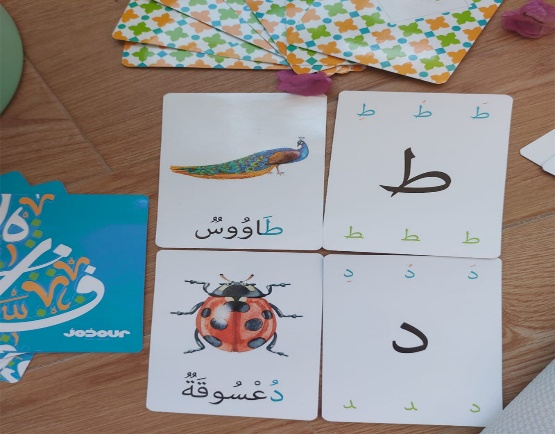 طِ طُ طَ
ط
ط ط ط
طَاوُوسٌ
دِ دُ دَ
د
د د د
دُعْسُوقَةٌ
jodour